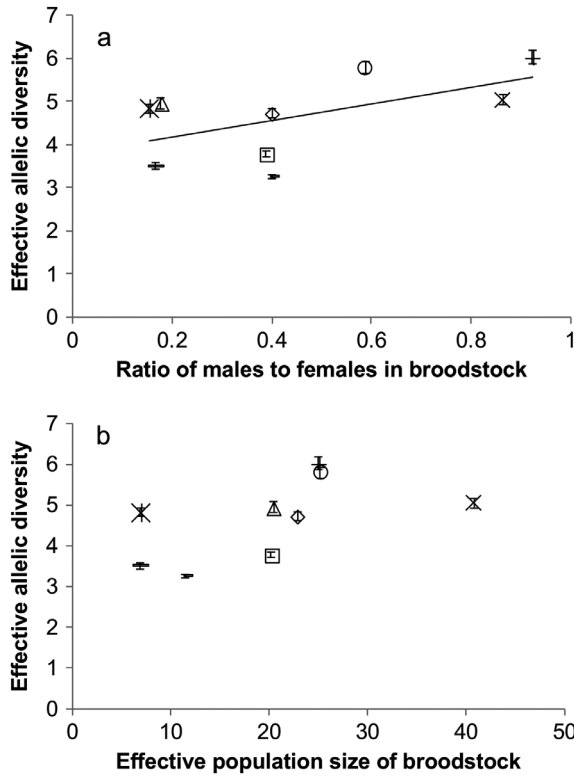 a
Effective allelic diversity
7
6
5
4
3
2
1
0
0 0.2 0.4 0.6 0.8 1
Ratio of males to females in broodstock
b
Effective allelic diversity
7
6
5
4
3
2
1
0
0 10 20 30 40 50
Effective population size of broodstock